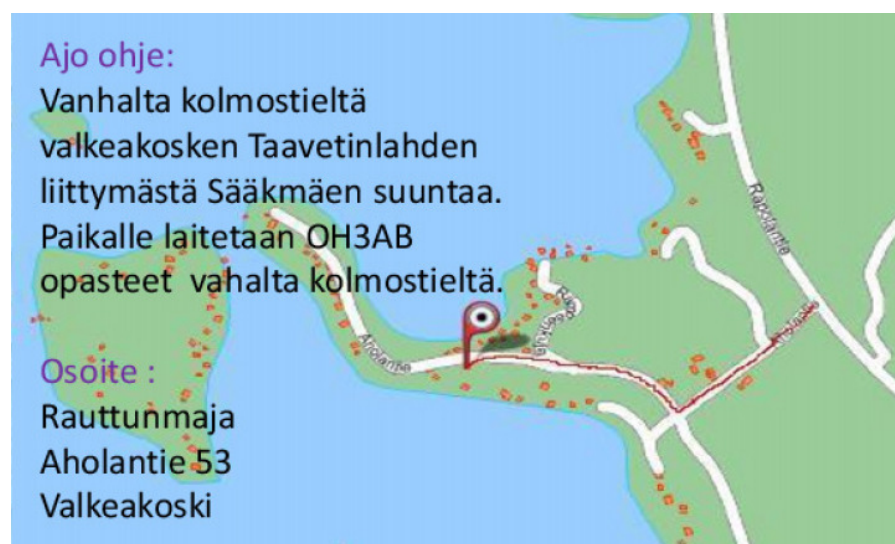 Ajo ohje:
Vanhalta kolmostieltä
valkeakosken Taavetinlahden
liittymästä Sääkmäen suuntaa.
Paikalle laitetaan OH3AB
opasteet vahalta kolmostieltä.
Osoite :
Rauttunmaja
Aholantie 53
Valkeakoski
Rapolantie
Aholantie
Aholantie